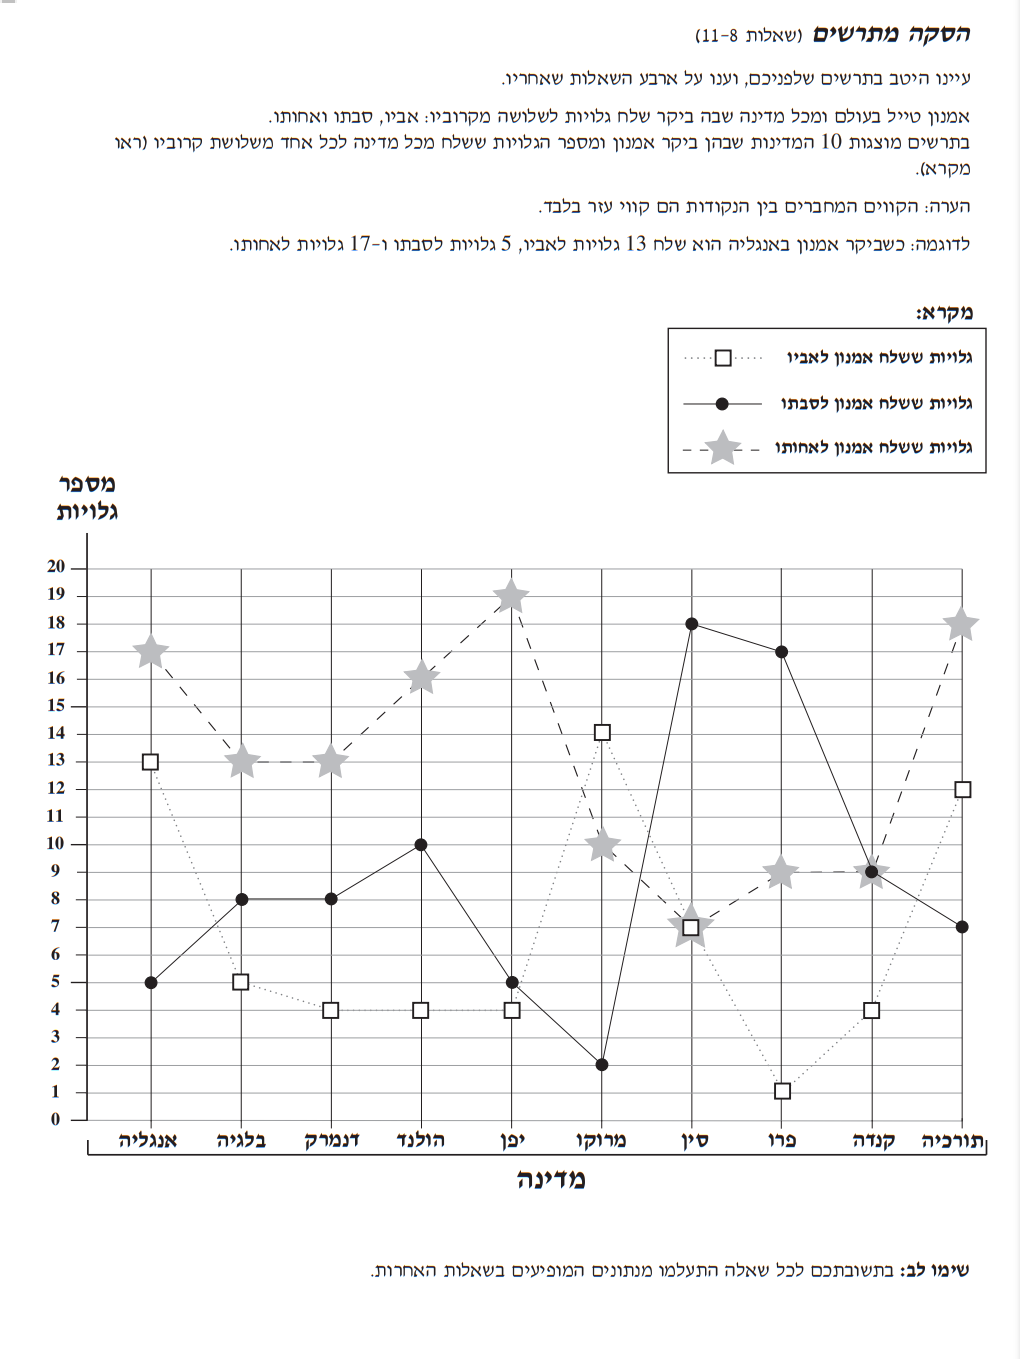 הסקה מתרשים (שאלות 11-8)
עיינו היטב בתרשים שלפניכם, וענו על ארבע השאלות שאחריו.
אמנון טייל בעולם ומכל מדינה שבה ביקר שלח גלויות לשלושה מקרוביו: אביו, סבתו ואחותו.
בתרשים מוצגות 10 המדינות שבהן ביקר אמנון ומספר הגלויות ששלח מכל מדינה לכל אחד משלושת קרוביו (ראו
מקרא).
הערה: הקווים המחברים בין הנקודות הם קווי עזר בלבד.
לדוגמה: כשביקר אמנון באנגליה הוא שלח 13 גלויות לאביו, 5 גלויות לסבתו ו-17 גלויות לאחותו.
מקרא:
גלויות ששלח אמנון לאביו
גלויות ששלח אמנון לסבתו
גלויות ששלח אמנון לאחותו
מספר
גלויות
20
19
18
17
16
15
14
13
12
11
10
9
8
7
6
5
4
3
2
1
0
אנגליה בלגיה דנמרק הולנד יפן מרוקו סין פרו קנדה תורכיה
מדינה
שימו לב: בתשובתכם לכל שאלה התעלמו מנתונים המופיעים בשאלות האחרות.